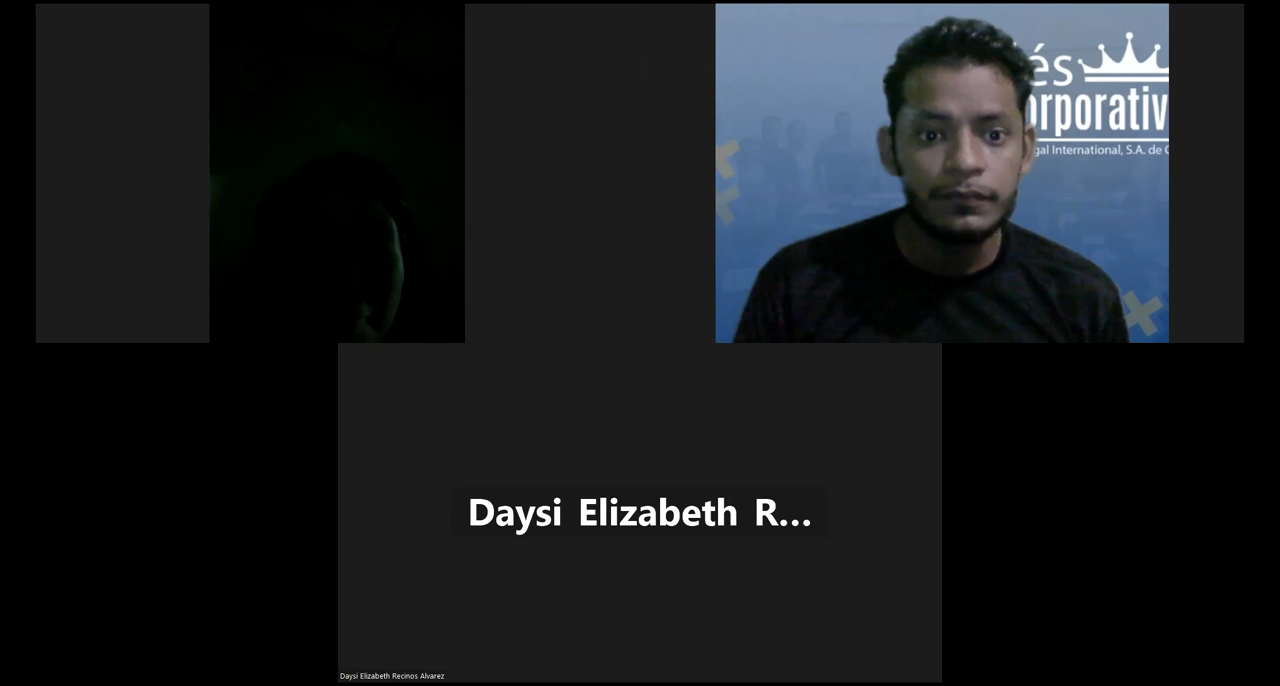 és
orporativ
gal International, S.A. de C
Daysi Elizabeth R...
Daysi Elizabeth Recinos Alvarez